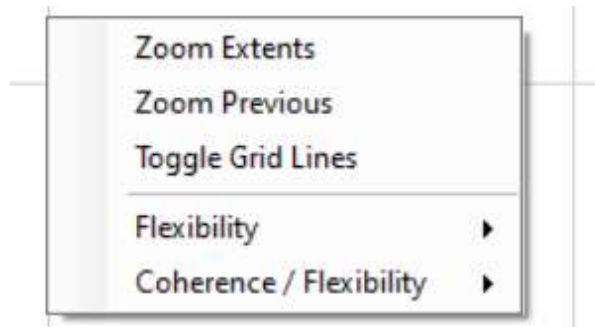 Zoom Extents
Zoom Previous
Toggle Grid Lines
Flexibility
Coherence / Flexibility